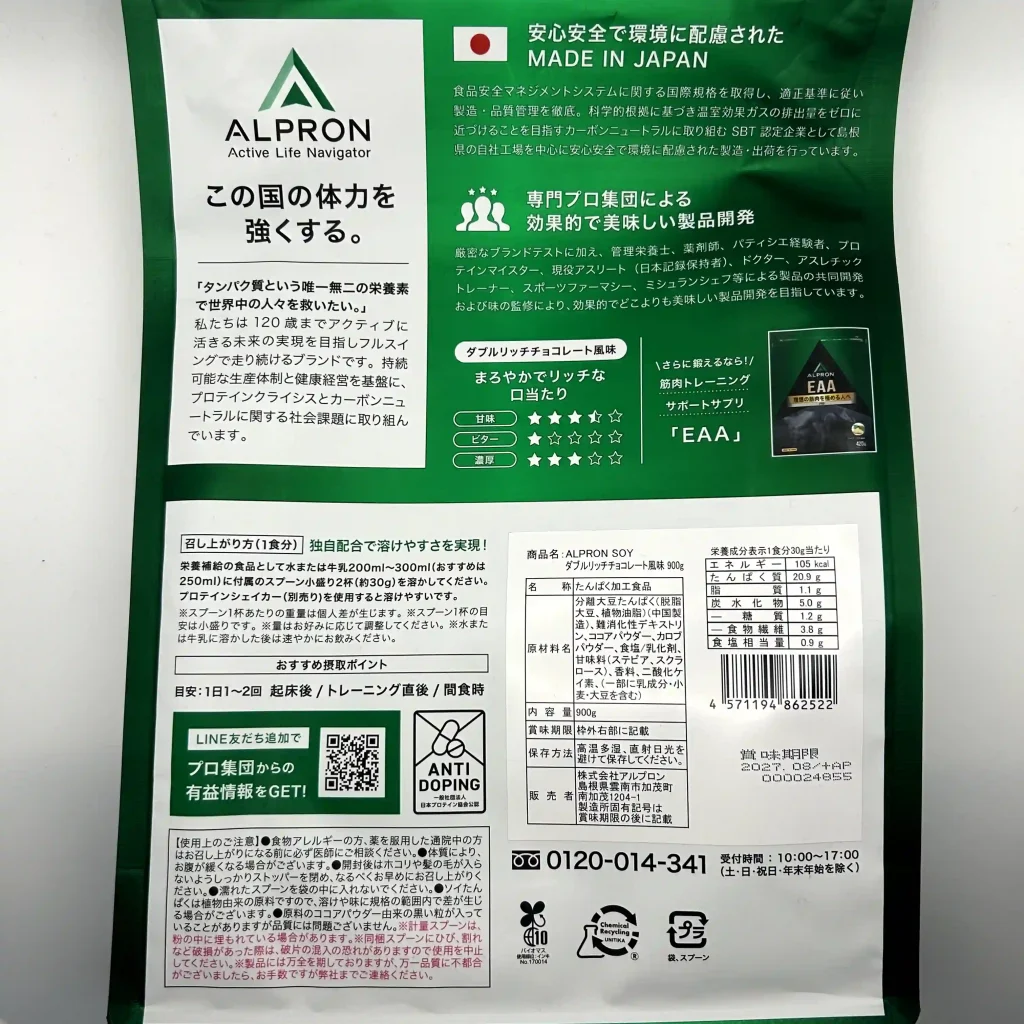 ALPRON
Active Life Navigator
この国の体力を
強くする。
「タンパク質という唯一無二の栄養素
で世界中の人々を救いたい。」
私たちは 120 歳までアクティブに
活きる未来の実現を目指しフルスイ
ングで走り続けるブランドです。持続
可能な生産体制と健康経営を基盤に、
プロテインクライシスとカーボンニュ
ートラルに関する社会課題に取り組ん
でいます。
安心安全で環境に配慮された
MADE IN JAPAN
食品安全マネジメントシステムに関する国際規格を取得し、適正基準に従い
製造・品質管理を徹底。科学的根拠に基づき温室効果ガスの排出量をゼロに
近づけることを目指すカーボンニュートラルに取り組む SBT 認定企業として島根
県の自社工場を中心に安心安全で環境に配慮された製造・出荷を行っています。
専門プロ集団による
効果的で美味しい製品開発
厳密なブランドテストに加え、管理栄養士、薬剤師、パティシエ経験者、プロ
テインマイスター、現役アスリート（日本記録保持者）、ドクター、アスレチック
トレーナー、スポーツファーマシー、ミシュランシェフ等による製品の共同開発
および味の監修により、効果的でどこよりも美味しい製品開発を目指しています。
ダブルリッチチョコレート風味
まろやかでリッチな
口当たり
甘味
ビター
濃厚
\さらに鍛えるなら!/
筋肉トレーニング
サポートサプリ
「EAA」
ALPRON
EAA
420g
召し上がり方(1食分) 独自配合で溶けやすさを実現!
栄養補給の食品として水または牛乳200ml〜300ml(おすすめは
250ml)に付属のスプーン小盛り2杯(約30g)を溶かしてください。
プロテインシェイカー(別売り)を使用すると溶けやすいです。
※スプーン1杯あたりの重量は個人差が生じます。※スプーン1杯の目
安は小盛りです。※量はお好みに応じて調整してください。※水また
は牛乳に溶かした後は速やかにお飲みください。
おすすめ摂取ポイント
目安：1日1〜2回 起床後 / トレーニング直後 / 間食時
LINE友だち追加で
プロ集団からの
有益情報をGET!
ANTI
DOPING
一般社団法人
日本プロテイン協会公認
【使用上のご注意】●食物アレルギーの方、薬を服用した通院中の方
はお召し上がりになる前に必ず医師にご相談ください。●体質により、
お腹が緩くなる場合がございます。●開封後はホコリや髪の毛が入ら
ないようしっかりストッパーを閉め、なるべくお早めにお召し上がりく
ださい。●濡れたスプーンを袋の中に入れないでください。●ソイたん
ぱくは植物由来の原料ですので、溶けや味に規格の範囲内で差が生じ
る場合がございます。●原料のココアパウダー由来の黒い粒が入って
いることがありますが品質には問題ございません。※計量スプーンは、
粉の中に埋もれている場合があります。※同梱スプーンにひび、割れ
など破損があった際は、破片の混入の恐れがありますので使用を中止
してください。※製品には万全を期しておりますが、万一品質に不都合
がございましたら、お手数ですが弊社までご連絡ください。
商品名：ALPRON SOY
ダブルリッチチョコレート風味 900g
名 称 たんぱく加工食品
原材料名 分離大豆たんぱく(脱脂
大豆、植物油脂)(中国製
造)、難消化性デキストリ
ン、ココアパウダー、カロブ
パウダー、食塩/乳化剤、
甘味料(ステビア、スクラ
ロース)、香料、二酸化ケ
イ素、(一部に乳成分・小
麦・大豆を含む)
内 容 量 900g
賞味期限 枠外右部に記載
保存方法 高温多湿、直射日光を
避けて保存してください。
販 売 者 株式会社アルプロン
島根県雲南市加茂町
南加茂1204-1
製造所固有記号は
賞味期限の後に記載
栄養成分表示1食分30g当たり
エネルギー 105 kcal
たんぱく質 20.9 g
脂 質 1.1 g
炭水化物 5.0 g
― 糖 質 1.2 g
― 食物繊維 3.8 g
食塩相当量 0.9 g
4 571194 862522
賞味期限
2027. 08/+AP
000024855
0120-014-341 受付時間：10:00〜17:00
(土・日・祝日・年末年始を除く)
10
バイオマス
No.170014
Chemical
Recycling
UNITIKA
®
プラ
袋、スプーン